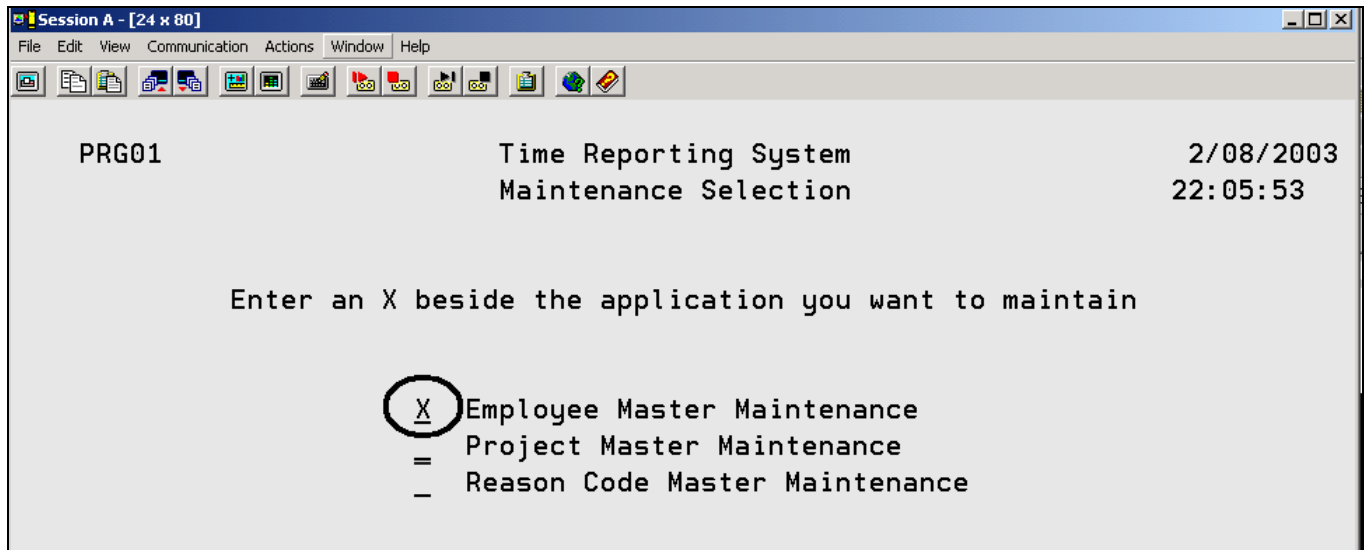 Session A - [24 x 80]
File Edit View Communication Actions Window Help
PRG01 Time Reporting System 2/08/2003
Maintenance Selection 22:05:53
Enter an X beside the application you want to maintain
X Employee Master Maintenance
_ Project Master Maintenance
_ Reason Code Master Maintenance